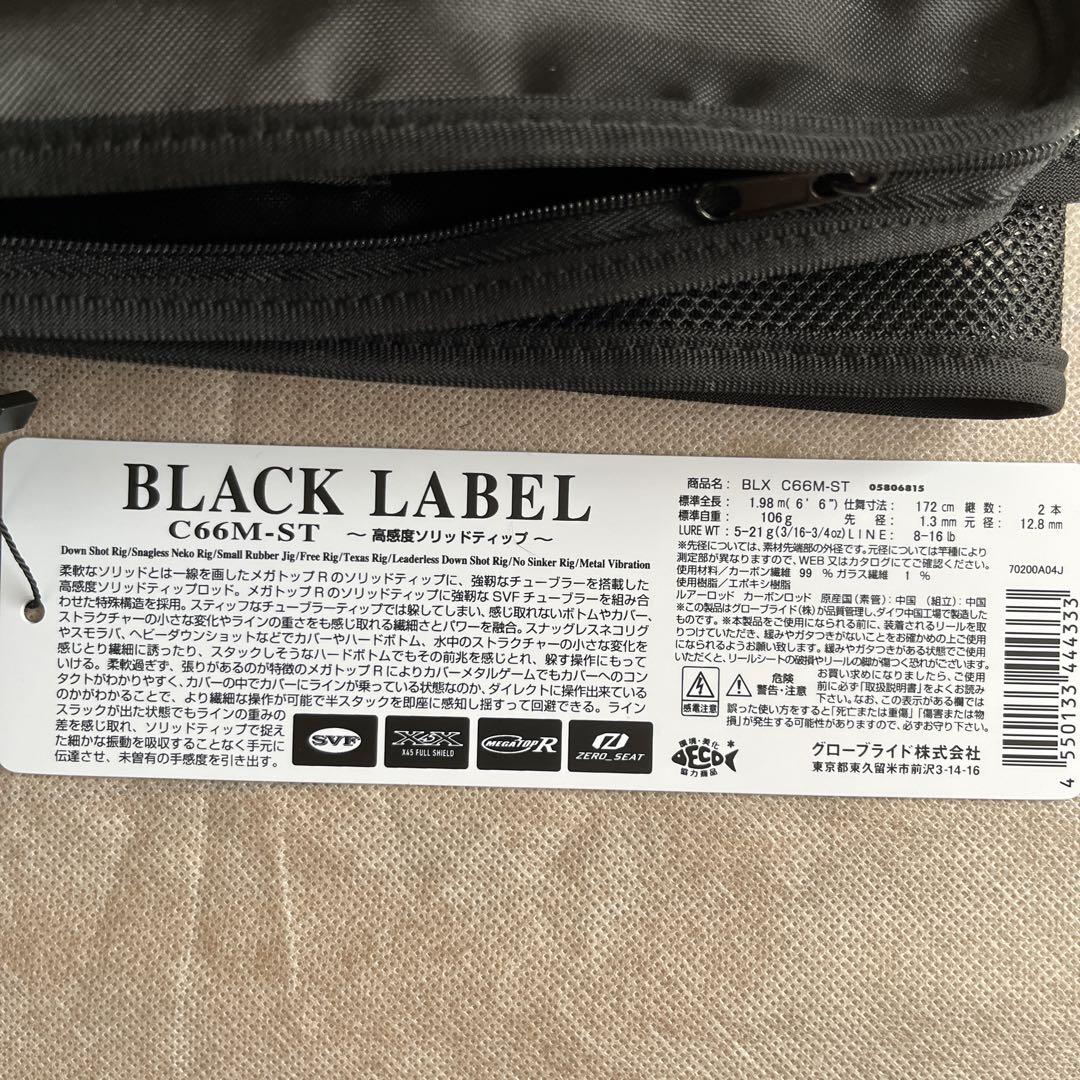 BLACK LABEL
C66M-ST 〜高感度ソリッドティップ〜
Down Shot Rig/Snagless Neko Rig/Small Rubber Jig/Free Rig/Texas Rig/Leaderless Down Shot Rig/No Sinker Rig/Metal Vibration
柔軟なソリッドとは一線を画したメガトップRのソリッドティップに、強靭なチューブラーを搭載した
高感度ソリッドティップロッド。メガトップRのソリッドティップに強靭なSVFチューブラーを組み合
わせた特殊構造を採用。スティッフなチューブラーティップでは躱してしまい、感じ取れないボトムやカバー、
ストラクチャーの小さな変化やラインの重さをも感じ取れる繊細さとパワーを融合。スナッグレスネコリグ
やスモラバ、ヘビーダウンショットなどでカバーやハードボトム、水中のストラクチャーの小さな変化を
感じとり繊細に誘ったり、スタックしそうなハードボトムでもその前兆を感じとれ、躱す操作にもって
いける。柔軟過ぎず、張りがあるのが特徴のメガトップRによりカバーメタルゲームでもカバーへのコン
タクトがわかりやすく、カバーの中でカバーにラインが乗っている状態なのか、ダイレクトに操作出来ている
のかがわかることで、より繊細な操作が可能で半スタックを即座に感知し揺すって回避できる。ライン
スラックが出た状態でもラインの重みの
差を感じ取れ、ソリッドティップで捉え
た細かな振動を吸収することなく手元に
伝達させ、未曽有の手感度を引き出す。
SVF
X45X
X45 FULL SHIELD
MEGATOP R
ZERO_SEAT
商品名: BLX C66M-ST 05806815
標準全長: 1.98m(6'6") 仕舞寸法: 172cm 継数: 2本
標準自重: 106g 先径: 1.3mm 元径: 12.8mm
LURE WT: 5-21g(3/16-3/4oz) LINE: 8-16lb
※先径については、素材先端部の外径です。元径については竿種により
測定部が異なりますので、WEB又はカタログにてご確認ください。
70200A04J
使用材料/カーボン繊維 99% ガラス繊維 1%
使用樹脂/エポキシ樹脂
ルアーロッド カーボンロッド 原産国(素管):中国 (組立):中国
※この製品はグローブライド(株)が品質管理し、ダイワ中国工場で製造した
ものです。※本製品をご使用になられる前に、装着されるリールを取
りつけていただき、緩みやガタつきがないことをお確かめの上ご使用
になられるようお願い致します。緩みやガタつきがある状態でご使用
いただくと、リールシートの破損やリールの脚が傷つく恐れがございます。
感電注意
危険
警告・注意
お買い求めになりましたら、ご使用
前に必ず「取扱説明書」をよくお読み
下さい。なお、この表示がある欄では
誤った使い方をすると「死亡または重傷」「傷害または物
損」が発生する可能性がありますので、必ずお守り下さい。
環境・美化
DECO
協力商品
グローブライド株式会社
東京都東久留米市前沢3-14-16
4 550133 444333